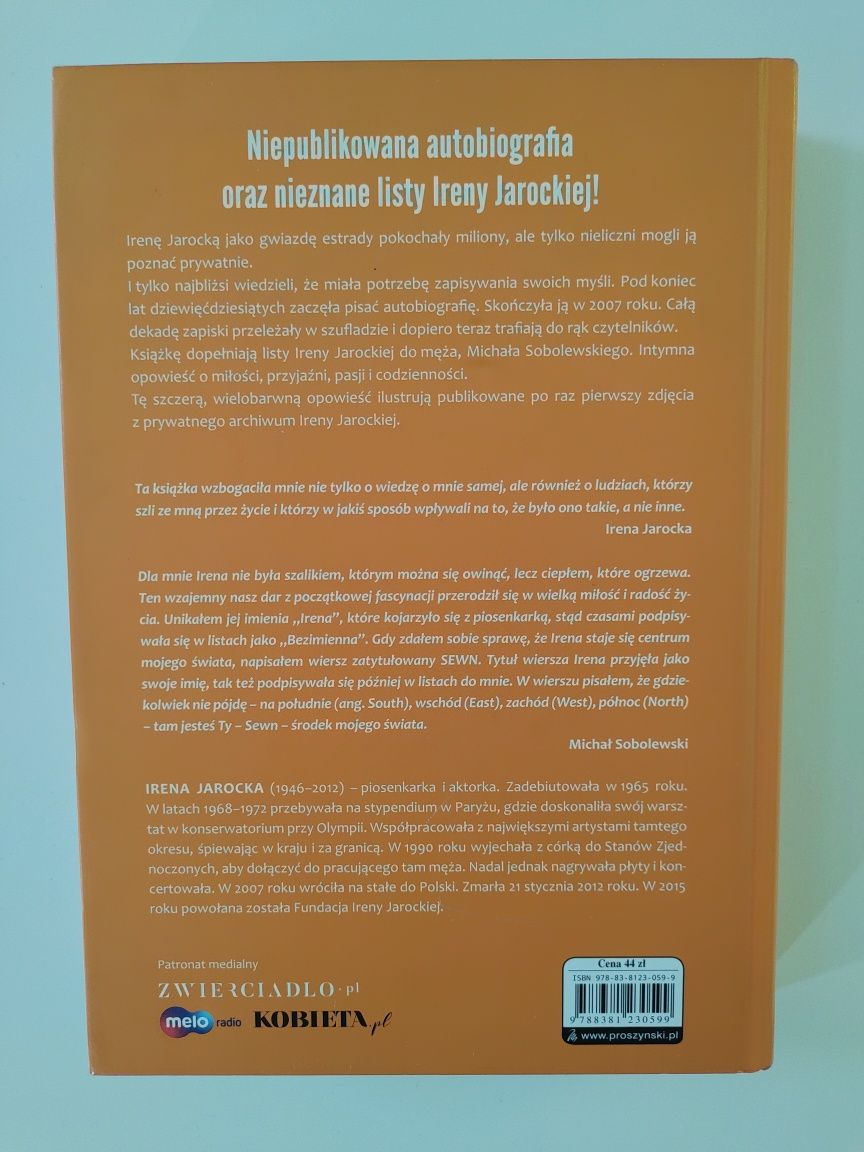 Niepublikowana autobiografia
oraz nieznane listy Ireny Jarockiej!
Irenę Jarocką jako gwiazdę estrady pokochały miliony, ale tylko nieliczni mogli ją
poznać prywatnie.
I tylko najbliżsi wiedzieli, że miała potrzebę zapisywania swoich myśli. Pod koniec
lat dziewięćdziesiątych zaczęła pisać autobiografię. Skończyła ją w 2007 roku. Całą
dekadę zapiski przeleżały w szufladzie i dopiero teraz trafiają do rąk czytelników.
Książkę dopełniają listy Ireny Jarockiej do męża, Michała Sobolewskiego. Intymna
opowieść o miłości, przyjaźni, pasji i codzienności.
Tę szczerą, wielobarwną opowieść ilustrują publikowane po raz pierwszy zdjęcia
z prywatnego archiwum Ireny Jarockiej.
Ta książka wzbogaciła mnie nie tylko o wiedzę o mnie samej, ale również o ludziach, którzy
szli ze mną przez życie i którzy w jakiś sposób wpływali na to, że było ono takie, a nie inne.
Irena Jarocka
Dla mnie Irena nie była szalikiem, którym można się owinąć, lecz ciepłem, które ogrzewa.
Ten wzajemny nasz dar z początkowej fascynacji przerodził się w wielką miłość i radość ży-
cia. Unikałem jej imienia „Irena”, które kojarzyło się z piosenkarką, stąd czasami podpisy-
wała się w listach jako „Bezimienna”. Gdy zdałem sobie sprawę, że Irena staje się centrum
mojego świata, napisałem wiersz zatytułowany SEWN. Tytuł wiersza Irena przyjęła jako
swoje imię, tak też podpisywała się później w listach do mnie. W wierszu pisałem, że gdzie-
kolwiek nie pójdę – na południe (ang. South), wschód (East), zachód (West), północ (North)
– tam jesteś Ty – Sewn – środek mojego świata.
Michał Sobolewski
IRENA JAROCKA (1946–2012) – piosenkarka i aktorka. Zadebiutowała w 1965 roku.
W latach 1968–1972 przebywała na stypendium w Paryżu, gdzie doskonaliła swój warsz-
tat w konserwatorium przy Olympii. Współpracowała z największymi artystami tamtego
okresu, śpiewając w kraju i za granicą. W 1990 roku wyjechała z córką do Stanów Zjed-
noczonych, aby dołączyć do pracującego tam męża. Nadal jednak nagrywała płyty i kon-
certowała. W 2007 roku wróciła na stałe do Polski. Zmarła 21 stycznia 2012 roku. W 2015
roku powołana została Fundacja Ireny Jarockiej.
Patronat medialny
ZWIERCIADLO.pl
melo radio KOBIETA.pl
Cena 44 zł
ISBN 978-83-8123-059-9
9 788381 230599
www.proszynski.pl